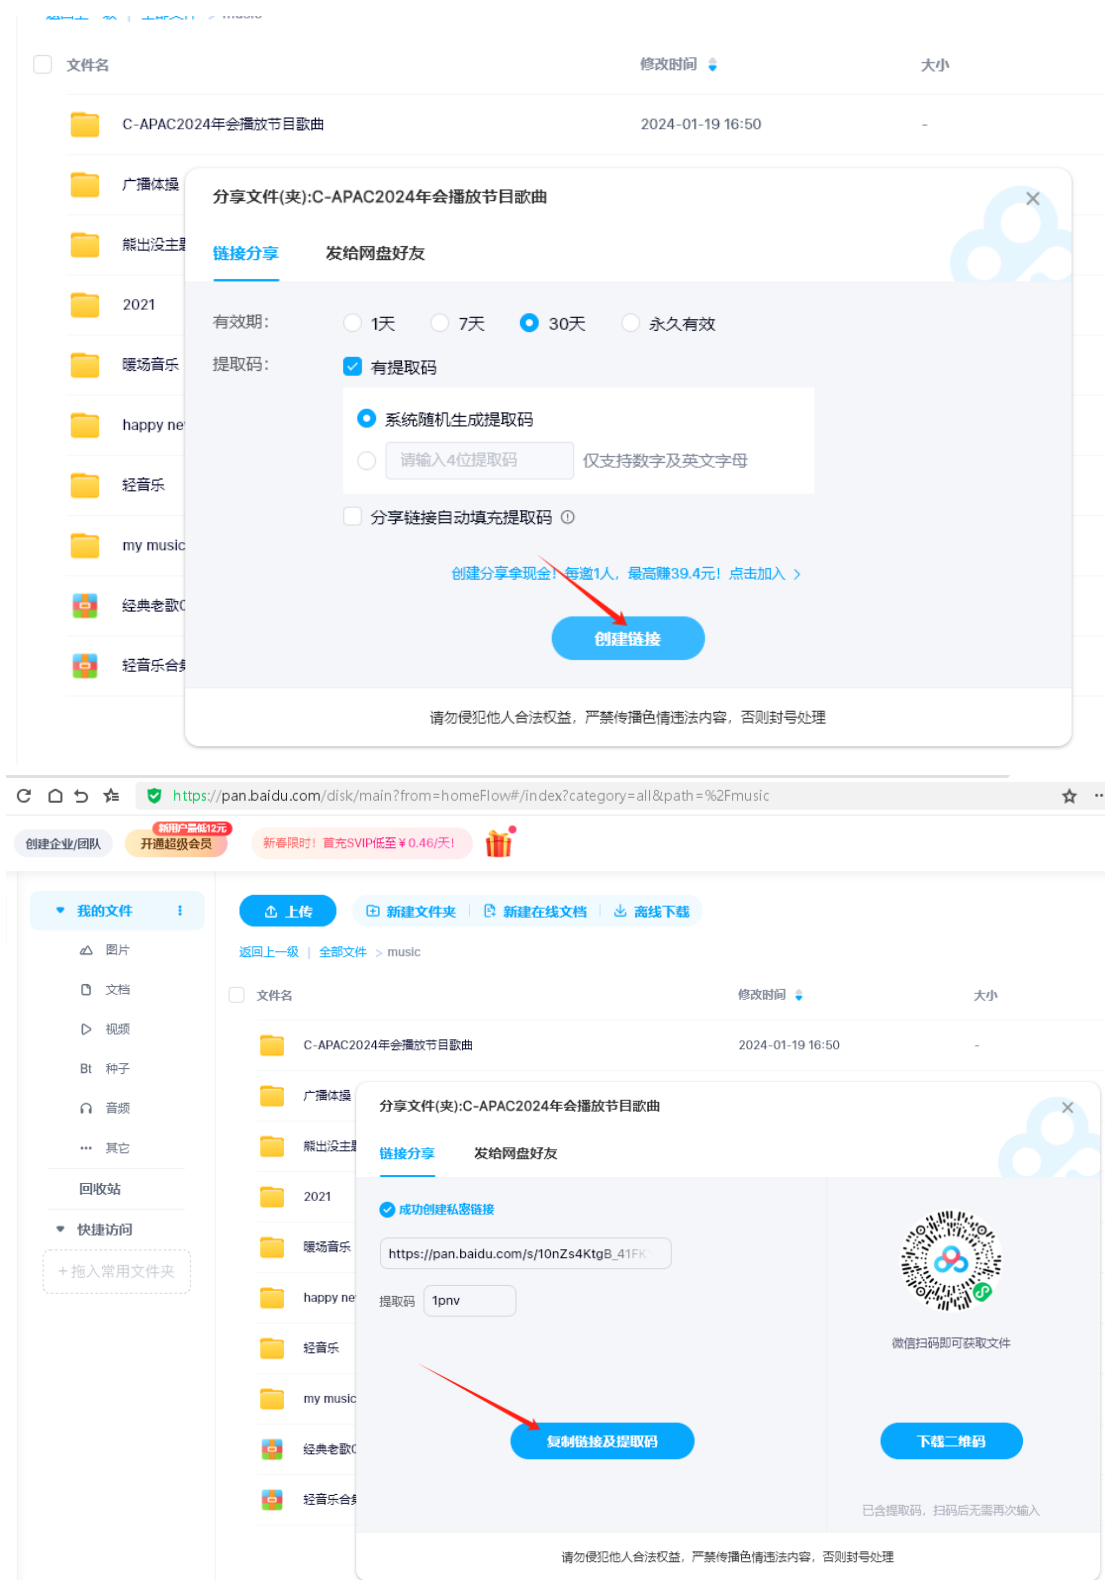 文件名 修改时间 大小
C-APAC2024年会播放节目歌曲 2024-01-19 16:50 -
广播体操
分享文件(夹):C-APAC2024年会播放节目歌曲
熊出没主
链接分享 发给网盘好友
2021
有效期: 1天 7天 30天 永久有效
暖场音乐
提取码: 有提取码
happy ne
系统随机生成提取码
请输入4位提取码 仅支持数字及英文字母
轻音乐
分享链接自动填充提取码
my music
创建分享拿现金! 每邀1人, 最高赚39.4元! 点击加入 >
经典老歌
创建链接
轻音乐合
请勿侵犯他人合法权益, 严禁传播色情违法内容, 否则封号处理
https://pan.baidu.com/disk/main?from=homeFlow#/index?category=all&path=%2Fmusic
新用户最低12元
创建企业/团队 开通超级会员 新春限时! 首充SVIP低至¥0.46/天!
我的文件
上传 新建文件夹 新建在线文档 离线下载
图片
返回上一级 | 全部文件 > music
文档
文件名 修改时间 大小
视频
C-APAC2024年会播放节目歌曲 2024-01-19 16:50 -
Bt 种子
广播体操
音频
分享文件(夹):C-APAC2024年会播放节目歌曲
其它
熊出没主
链接分享 发给网盘好友
回收站
2021
成功创建私密链接
快捷访问
暖场音乐
https://pan.baidu.com/s/10nZs4KtgB_41FK
+ 拖入常用文件夹
happy ne
提取码 1pnv
轻音乐
微信扫码即可获取文件
my music
经典老歌
复制链接及提取码 下载二维码
轻音乐合
已含提取码, 扫码后无需再次输入
请勿侵犯他人合法权益, 严禁传播色情违法内容, 否则封号处理